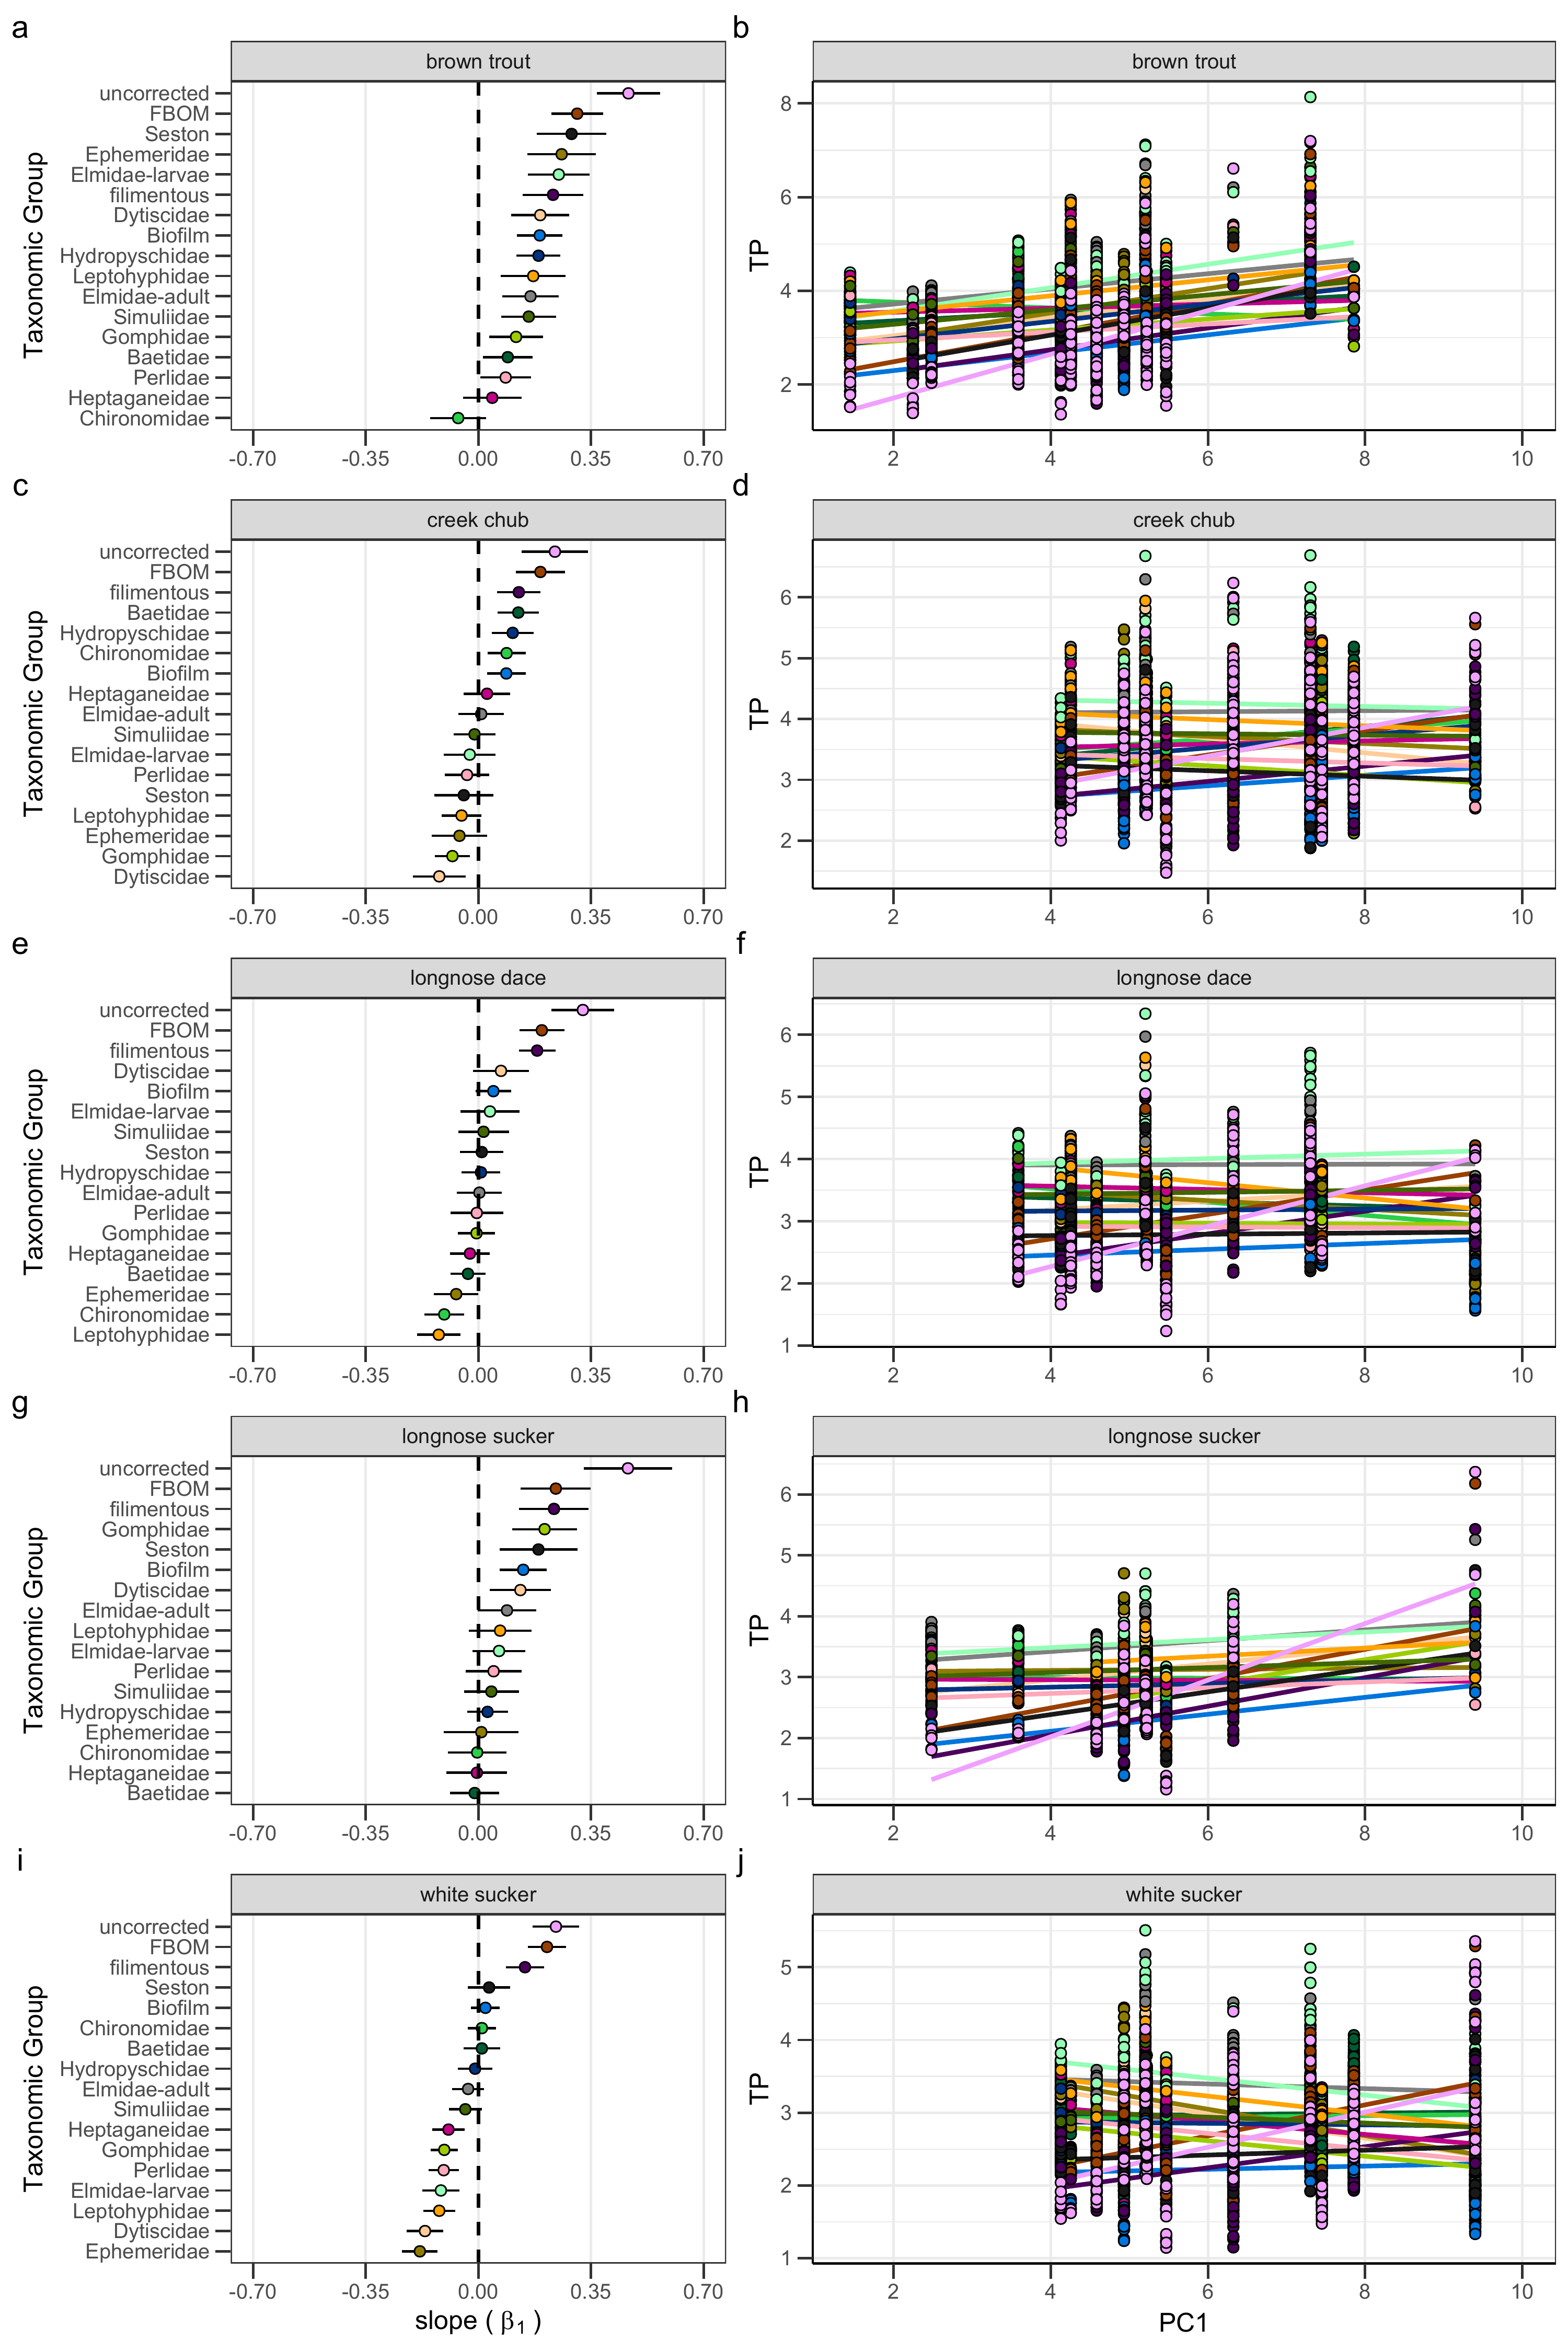 a
brown trout
Taxonomic Group
uncorrected
FBOM
Seston
Ephemeridae
Elmidae-larvae
filimentous
Dytiscidae
Biofilm
Hydropyschidae
Leptohyphidae
Elmidae-adult
Simuliidae
Gomphidae
Baetidae
Perlidae
Heptaganeidae
Chironomidae
-0.70 -0.35 0.00 0.35 0.70
b
brown trout
TP
8
6
4
2
2 4 6 8 10
c
creek chub
Taxonomic Group
uncorrected
FBOM
filimentous
Baetidae
Hydropyschidae
Chironomidae
Biofilm
Heptaganeidae
Elmidae-adult
Simuliidae
Elmidae-larvae
Perlidae
Seston
Leptohyphidae
Ephemeridae
Gomphidae
Dytiscidae
-0.70 -0.35 0.00 0.35 0.70
d
creek chub
TP
6
5
4
3
2
2 4 6 8 10
e
longnose dace
Taxonomic Group
uncorrected
FBOM
filimentous
Dytiscidae
Biofilm
Elmidae-larvae
Simuliidae
Seston
Hydropyschidae
Elmidae-adult
Perlidae
Gomphidae
Heptaganeidae
Baetidae
Ephemeridae
Chironomidae
Leptohyphidae
-0.70 -0.35 0.00 0.35 0.70
f
longnose dace
TP
6
5
4
3
2
1
2 4 6 8 10
g
longnose sucker
Taxonomic Group
uncorrected
FBOM
filimentous
Gomphidae
Seston
Biofilm
Dytiscidae
Elmidae-adult
Leptohyphidae
Elmidae-larvae
Perlidae
Simuliidae
Hydropyschidae
Ephemeridae
Chironomidae
Heptaganeidae
Baetidae
-0.70 -0.35 0.00 0.35 0.70
h
longnose sucker
TP
6
5
4
3
2
1
2 4 6 8 10
i
white sucker
Taxonomic Group
uncorrected
FBOM
filimentous
Seston
Biofilm
Chironomidae
Baetidae
Hydropyschidae
Elmidae-adult
Simuliidae
Heptaganeidae
Gomphidae
Perlidae
Elmidae-larvae
Leptohyphidae
Dytiscidae
Ephemeridae
-0.70 -0.35 0.00 0.35 0.70
slope ( β1 )
j
white sucker
TP
5
4
3
2
1
2 4 6 8 10
PC1